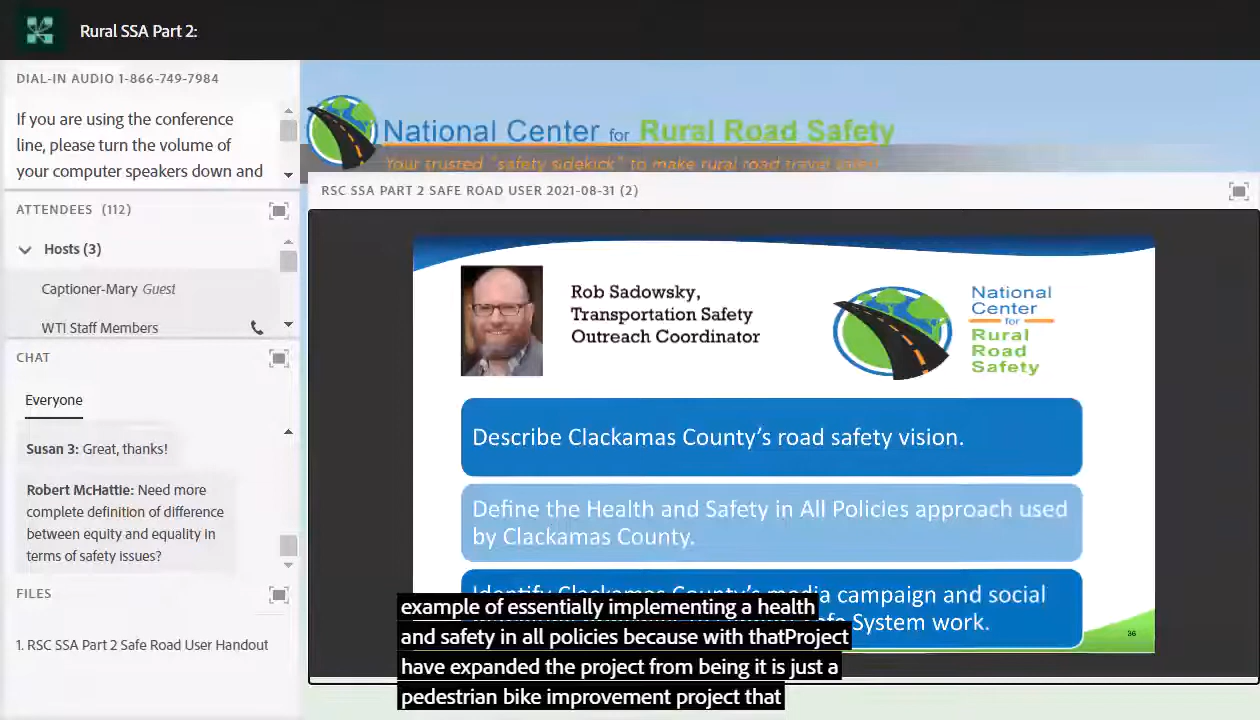 Rural SSA Part 2:
DIAL-IN AUDIO 1-866-749-7984
If you are using the conference
line, please turn the volume of
your computer speakers down and
ATTENDEES (112)
Hosts (3)
Captioner-Mary Guest
WTI Staff Members
CHAT
Everyone
Susan 3: Great, thanks!
Robert McHattie: Need more
complete definition of difference
between equity and equality in
terms of safety issues?
FILES
1. RSC SSA Part 2 Safe Road User Handout
National Center for Rural Road Safety
Your trusted "safety sidekick" to make rural road travel safer!
RSC SSA PART 2 SAFE ROAD USER 2021-08-31 (2)
Rob Sadowsky,
Transportation Safety
Outreach Coordinator
National
Center
for
Rural
Road
Safety
Describe Clackamas County's road safety vision.
Define the Health and Safety in All Policies approach used
by Clackamas County.
Identify Clackamas County's media campaign and social
System work.
36
example of essentially implementing a health
and safety in all policies because with thatProject
have expanded the project from being it is just a
pedestrian bike improvement project that